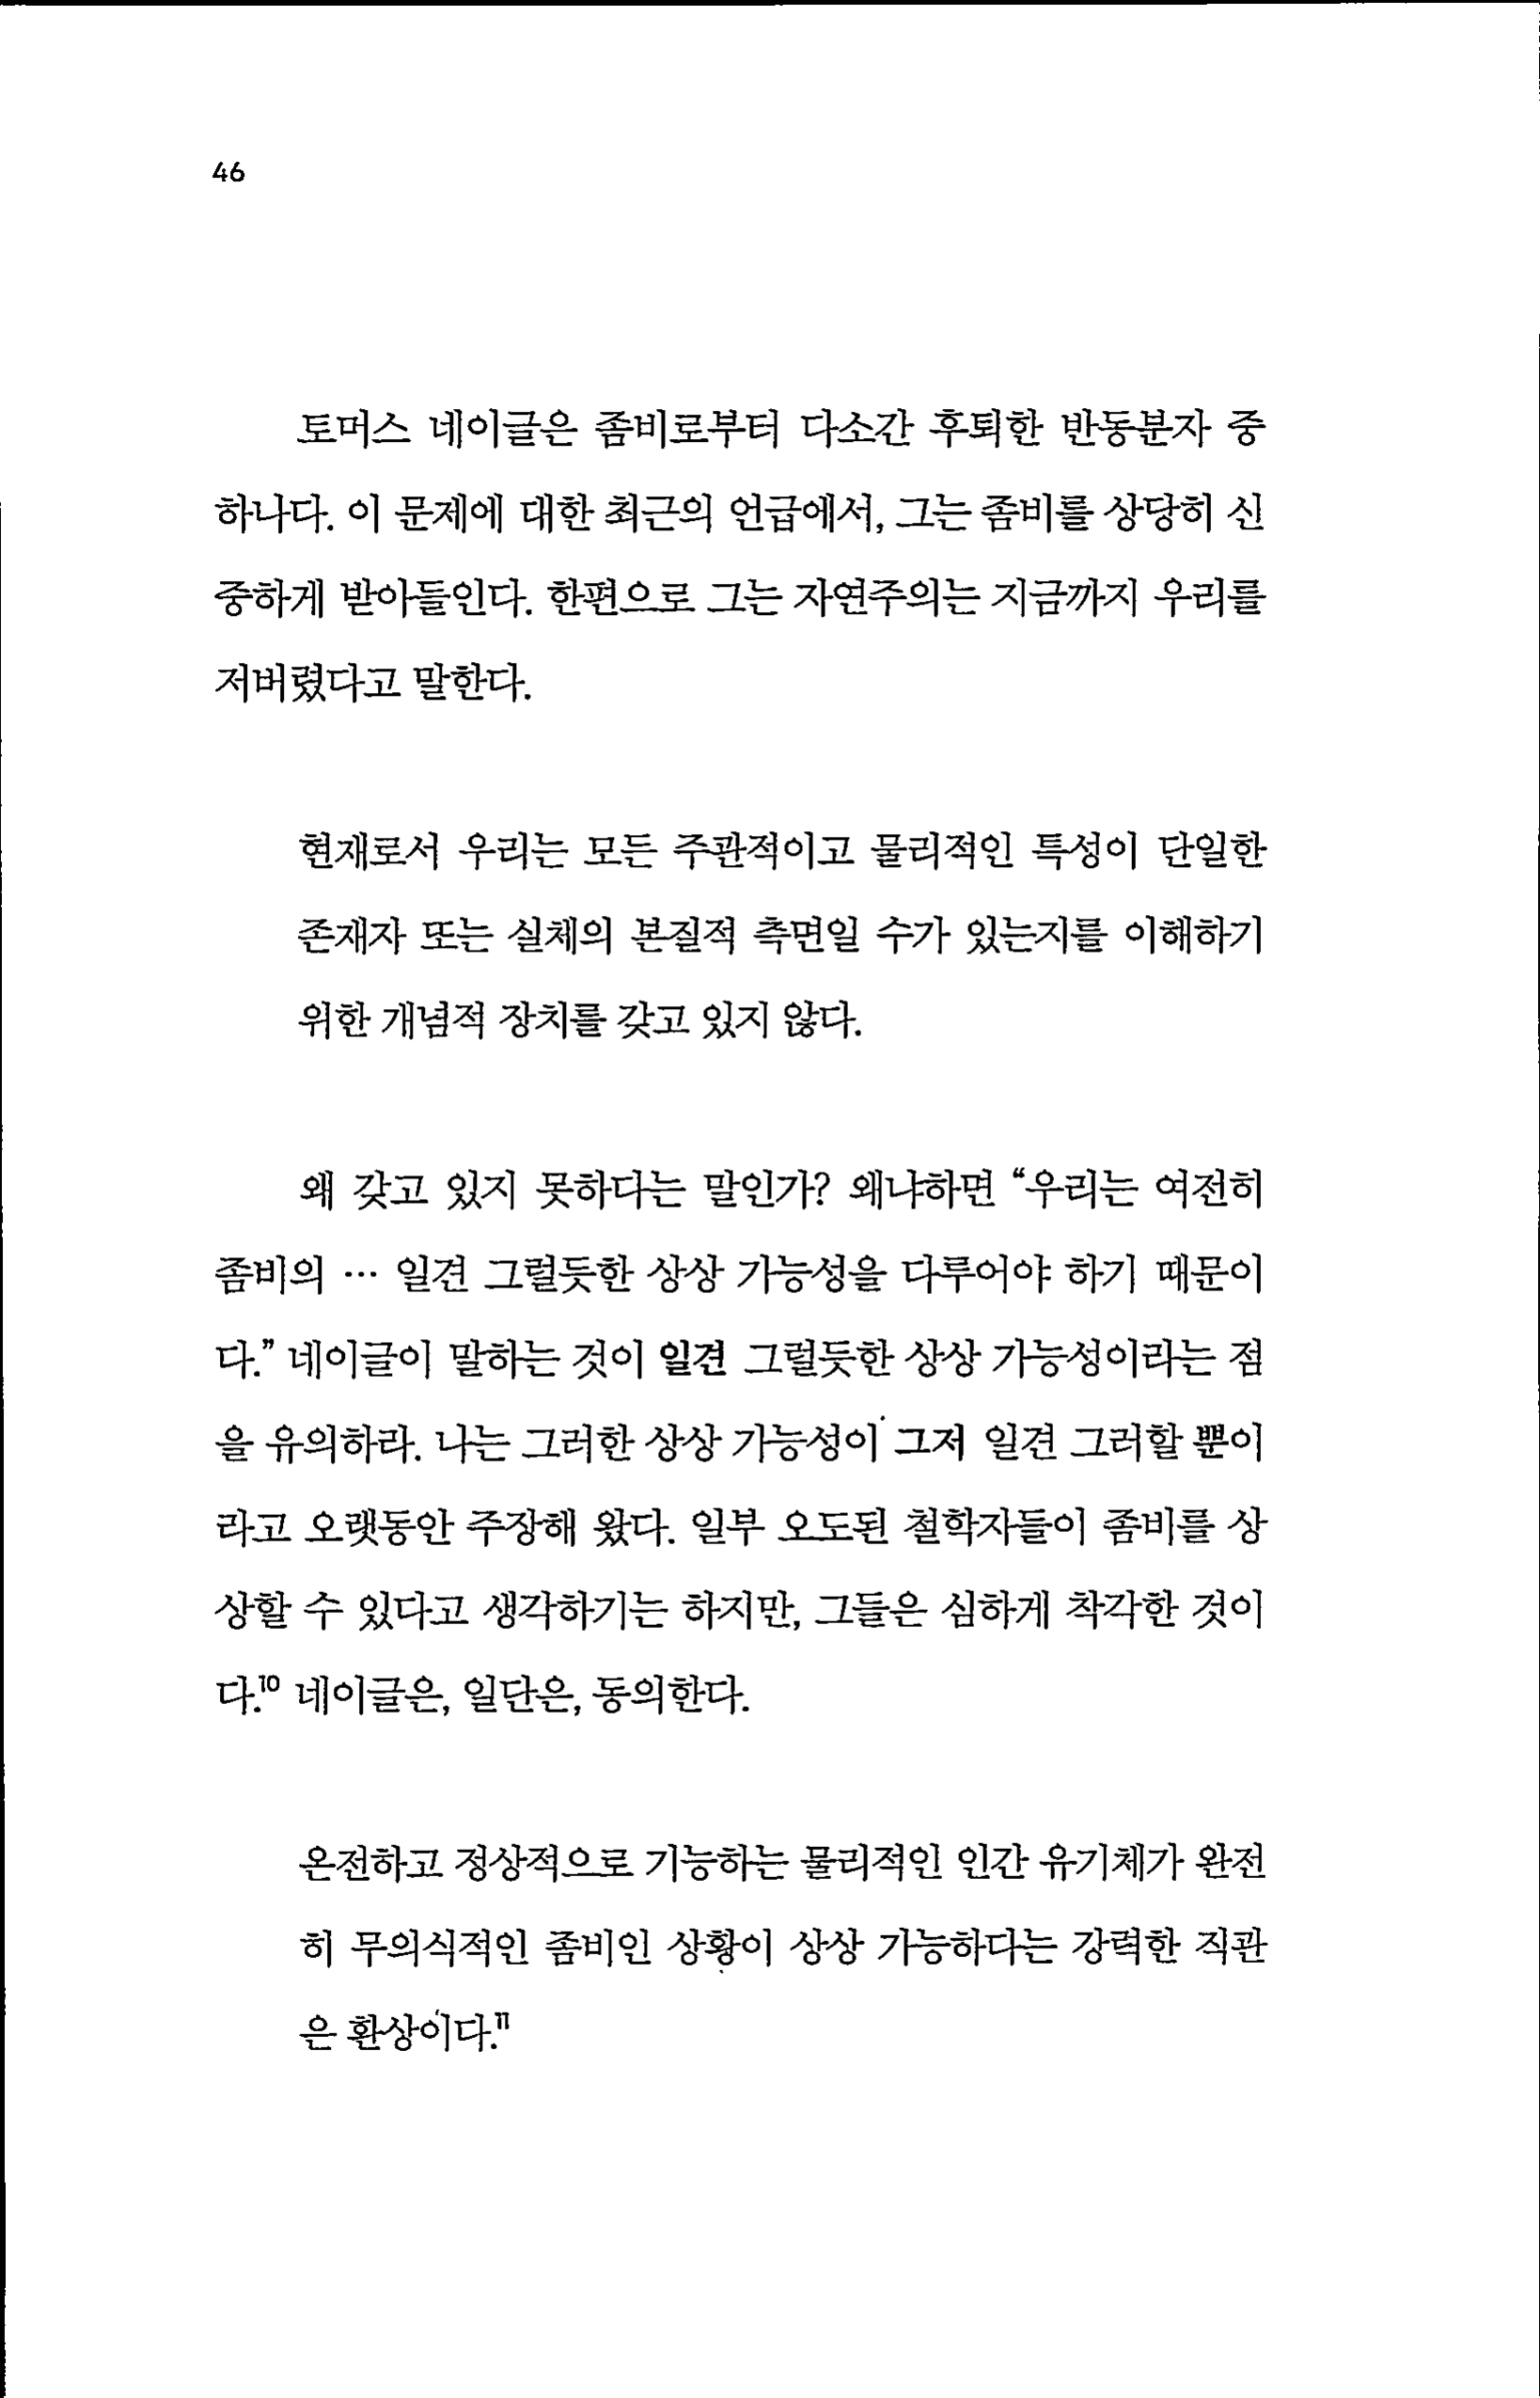 46
토머스 네이글은 좀비로부터 다소간 후퇴한 반동분자 중
하나다. 이 문제에 대한 최근의 언급에서, 그는 좀비를 상당히 신
중하게 받아들인다. 한편으로 그는 자연주의는 지금까지 우리를
저버렸다고 말한다.
현재로서 우리는 모든 주관적이고 물리적인 특성이 단일한
존재자 또는 실체의 본질적 측면일 수가 있는지를 이해하기
위한 개념적 장치를 갖고 있지 않다.
왜 갖고 있지 못하다는 말인가? 왜냐하면 “우리는 여전히
좀비의 … 일견 그럴듯한 상상 가능성을 다루어야 하기 때문이
다.” 네이글이 말하는 것이 일견 그럴듯한 상상 가능성이라는 점
을 유의하라. 나는 그러한 상상 가능성이 그저 일견 그러할 뿐이
라고 오랫동안 주장해 왔다. 일부 오도된 철학자들이 좀비를 상
상할 수 있다고 생각하기는 하지만, 그들은 심하게 착각한 것이
다.10 네이글은, 일단은, 동의한다.
온전하고 정상적으로 기능하는 물리적인 인간 유기체가 완전
히 무의식적인 좀비인 상황이 상상 가능하다는 강력한 직관
은 환상이다.11